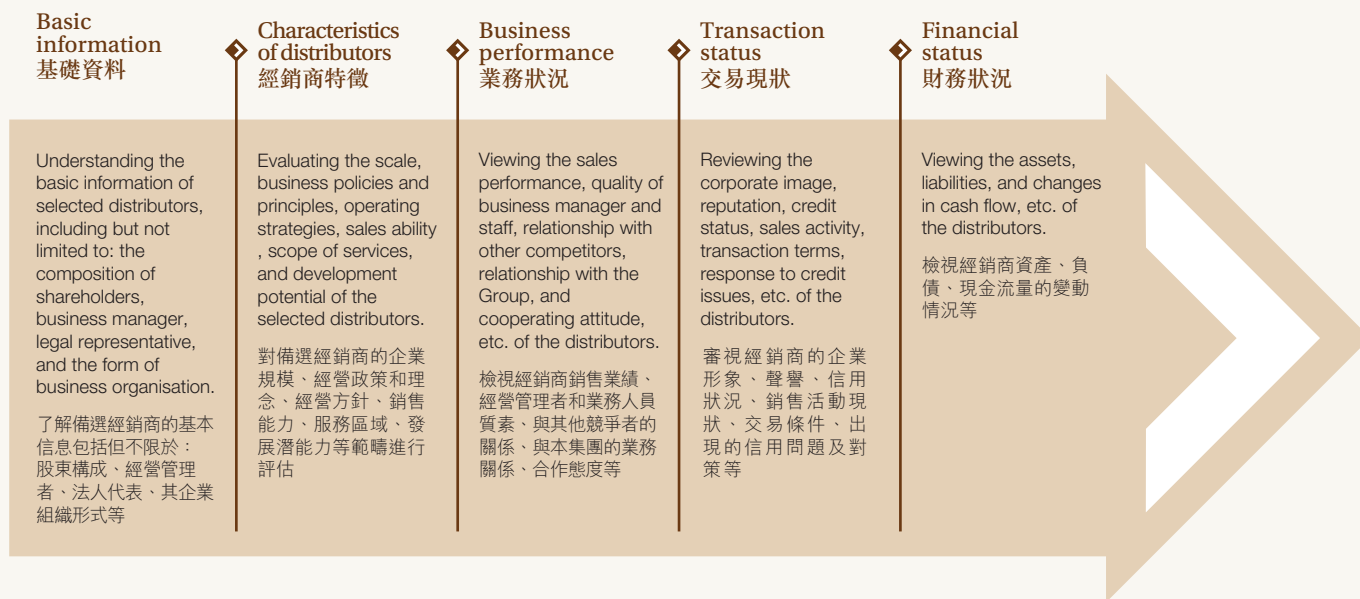 Basic
information
基礎資料
Understanding the
basic information of
selected distributors,
including but not
limited to: the
composition of
shareholders,
business manager,
legal representative,
and the form of
business organisation.
了解備選經銷商的基本
信息包括但不限於：
股東構成、經營管理
者、法人代表、其企業
組織形式等
Characteristics
of distributors
經銷商特徵
Evaluating the scale,
business policies and
principles, operating
strategies, sales ability
, scope of services,
and development
potential of the
selected distributors.
對備選經銷商的企業
規模、經營政策和理
念、經營方針、銷售
能力、服務區域、發
展潛能力等範疇進行
評估
Business
performance
業務狀況
Viewing the sales
performance, quality of
business manager and
staff, relationship with
other competitors,
relationship with the
Group, and
cooperating attitude,
etc. of the distributors.
檢視經銷商銷售業績、
經營管理者和業務人員
質素、與其他競爭者的
關係、與本集團的業務
關係、合作態度等
Transaction
status
交易現狀
Reviewing the
corporate image,
reputation, credit
status, sales activity,
transaction terms,
response to credit
issues, etc. of the
distributors.
審視經銷商的企業
形象、聲譽、信用
狀況、銷售活動現
狀、交易條件、出
現的信用問題及對
策等
Financial
status
財務狀況
Viewing the assets,
liabilities, and changes
in cash flow, etc. of
the distributors.
檢視經銷商資產、負
債、現金流量的變動
情況等